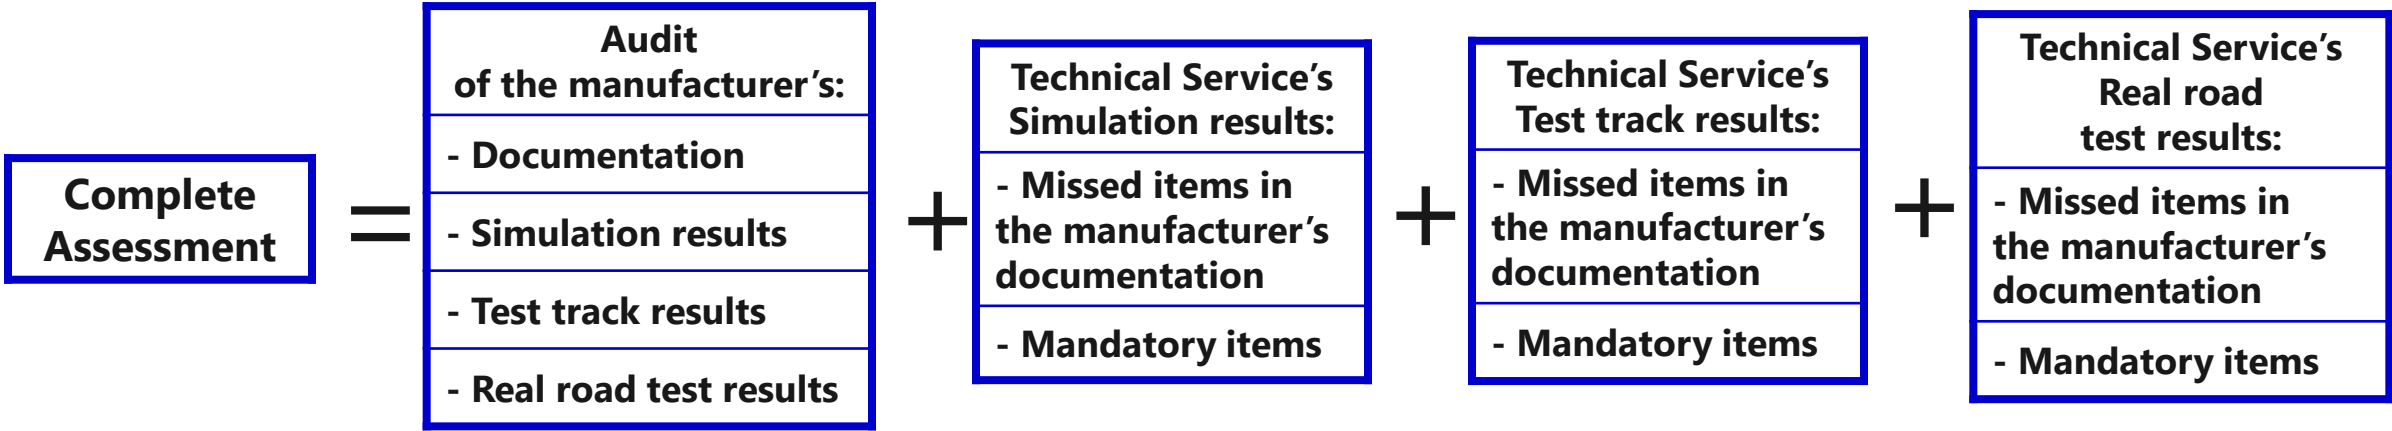 Complete
Assessment
=
Audit
of the manufacturer’s:
- Documentation
- Simulation results
- Test track results
- Real road test results
+
Technical Service’s
Simulation results:
- Missed items in
the manufacturer’s
documentation
- Mandatory items
+
Technical Service’s
Test track results:
- Missed items in
the manufacturer’s
documentation
- Mandatory items
+
Technical Service’s
Real road
test results:
- Missed items in
the manufacturer’s
documentation
- Mandatory items